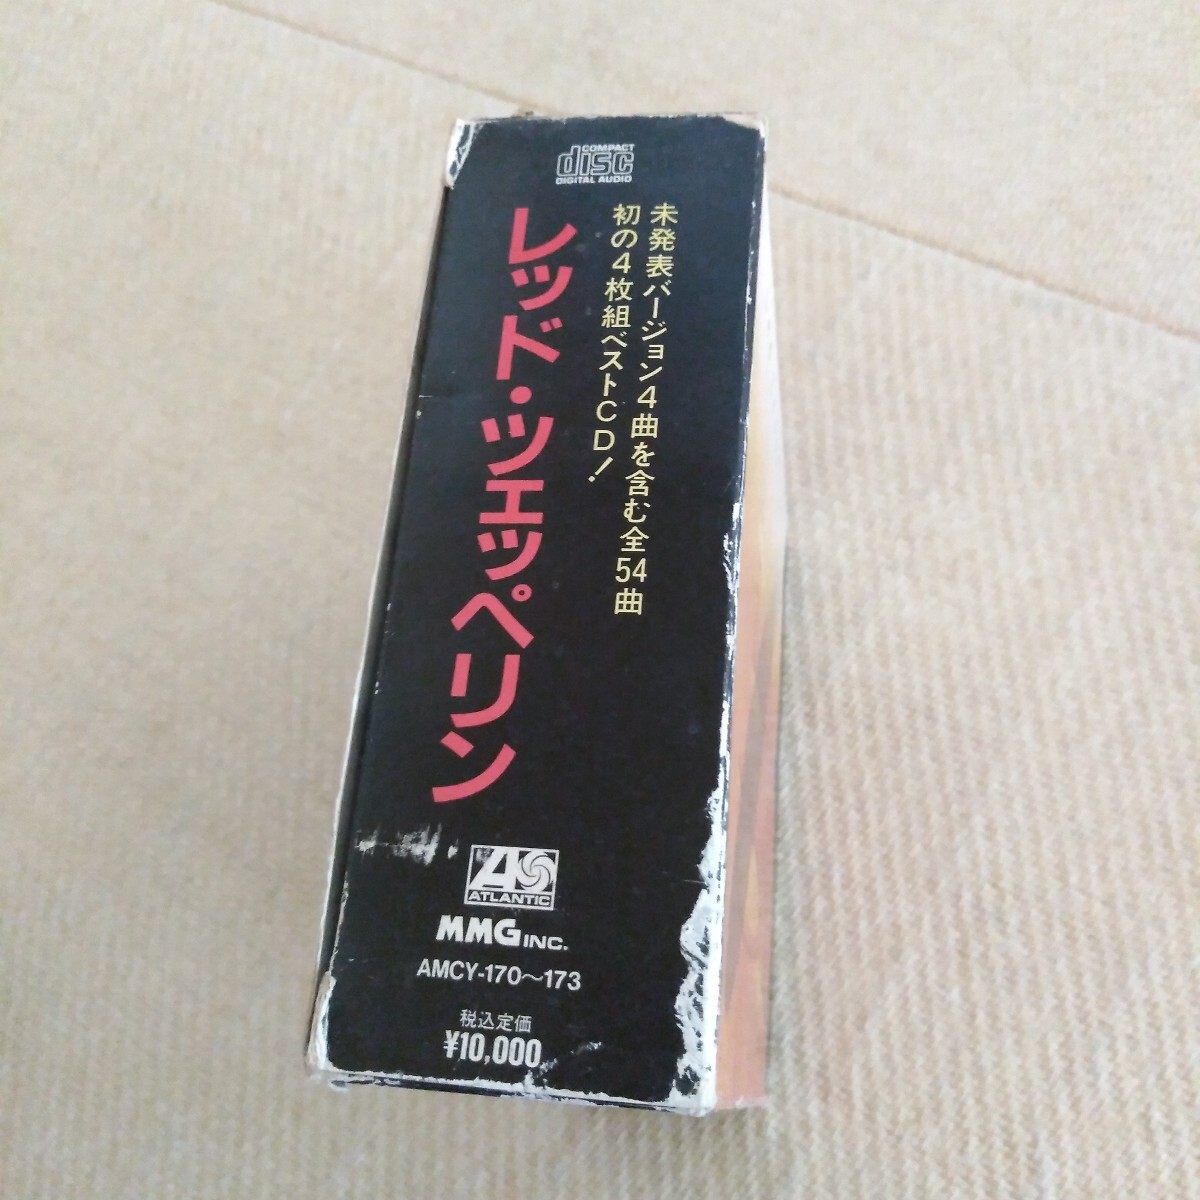 COMPACT
disc
DIGITAL AUDIO
未発表バージョン4曲を含む全54曲
初の4枚組ベストCD!
レッド・ツェッペリン
ATLANTIC
MMG INC.
AMCY-170〜173
税込定価
¥10,000